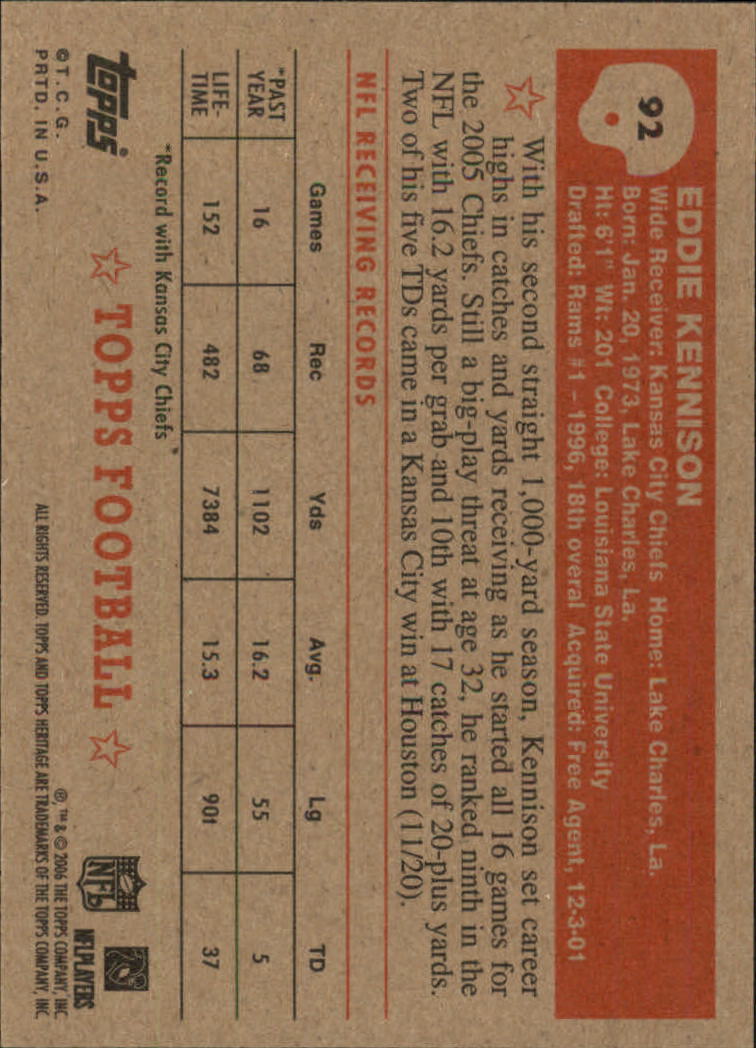 92
EDDIE KENNISON
Wide Receiver: Kansas City Chiefs Home: Lake Charles, La.
Born: Jan. 20, 1973, Lake Charles, La.
Ht: 6'1" Wt: 201 College: Louisiana State University
Drafted: Rams #1 - 1996, 18th overal Acquired: Free Agent, 12-3-01
With his second straight 1,000-yard season, Kennison set career
highs in catches and yards receiving as he started all 16 games for
the 2005 Chiefs. Still a big-play threat at age 32, he ranked ninth in the
NFL with 16.2 yards per grab and 10th with 17 catches of 20-plus yards.
Two of his five TDs came in a Kansas City win at Houston (11/20).
NFL RECEIVING RECORDS
Games Rec Yds Avg. Lg TD
*PAST YEAR 16 68 1102 16.2 55 5
LIFE-TIME 152 482 7384 15.3 90t 37
*Record with Kansas City Chiefs
topps
TOPPS FOOTBALL
NFL
NFLPLAYERS
©T.C.G.
PRTD. IN U.S.A.
®, ™ & © 2006 THE TOPPS COMPANY, INC.
ALL RIGHTS RESERVED. TOPPS AND TOPPS HERITAGE ARE TRADEMARKS OF THE TOPPS COMPANY, INC.